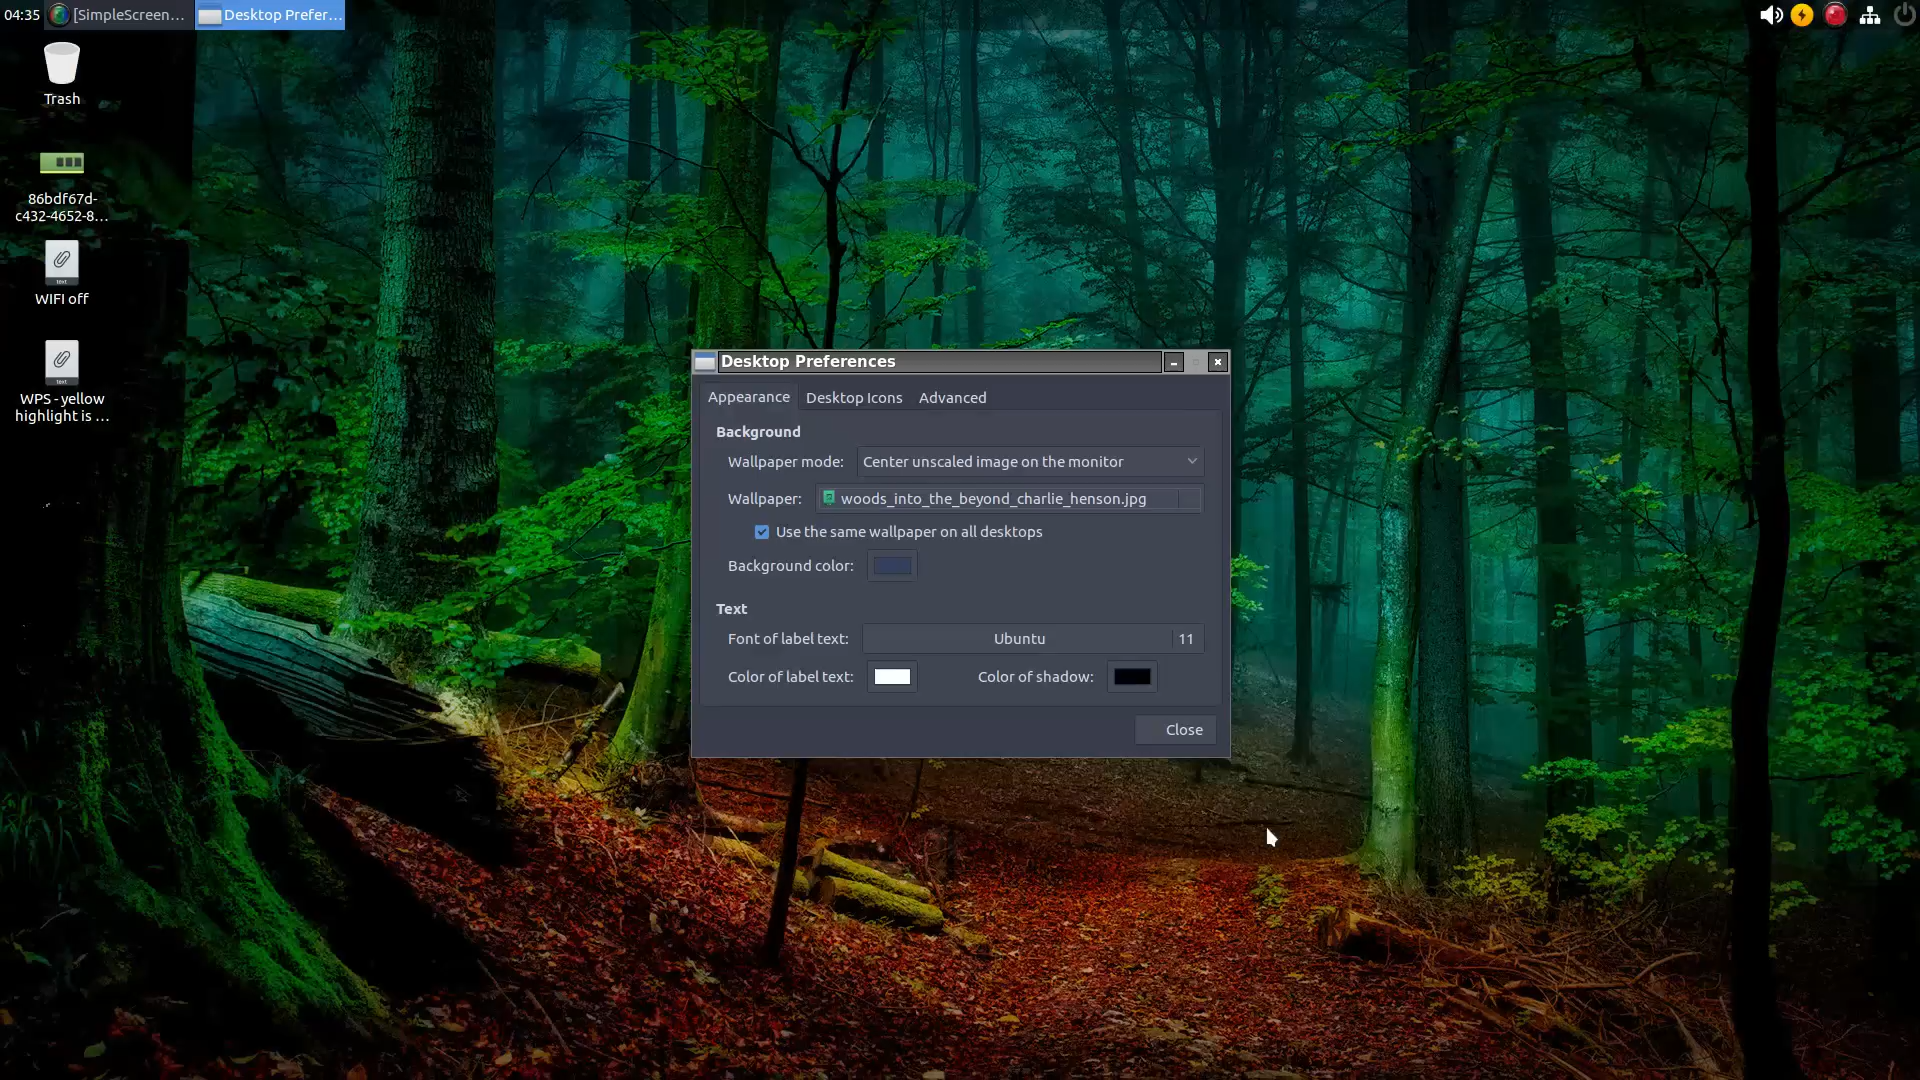 04:35 [SimpleScreen... Desktop Prefer...
Trash
86bdf67d-
c432-4652-8...
WIFI off
WPS - yellow
highlight is ...
Desktop Preferences
Appearance Desktop Icons Advanced
Background
Wallpaper mode: Center unscaled image on the monitor
Wallpaper: woods_into_the_beyond_charlie_henson.jpg
Use the same wallpaper on all desktops
Background color:
Text
Font of label text: Ubuntu 11
Color of label text: Color of shadow:
Close